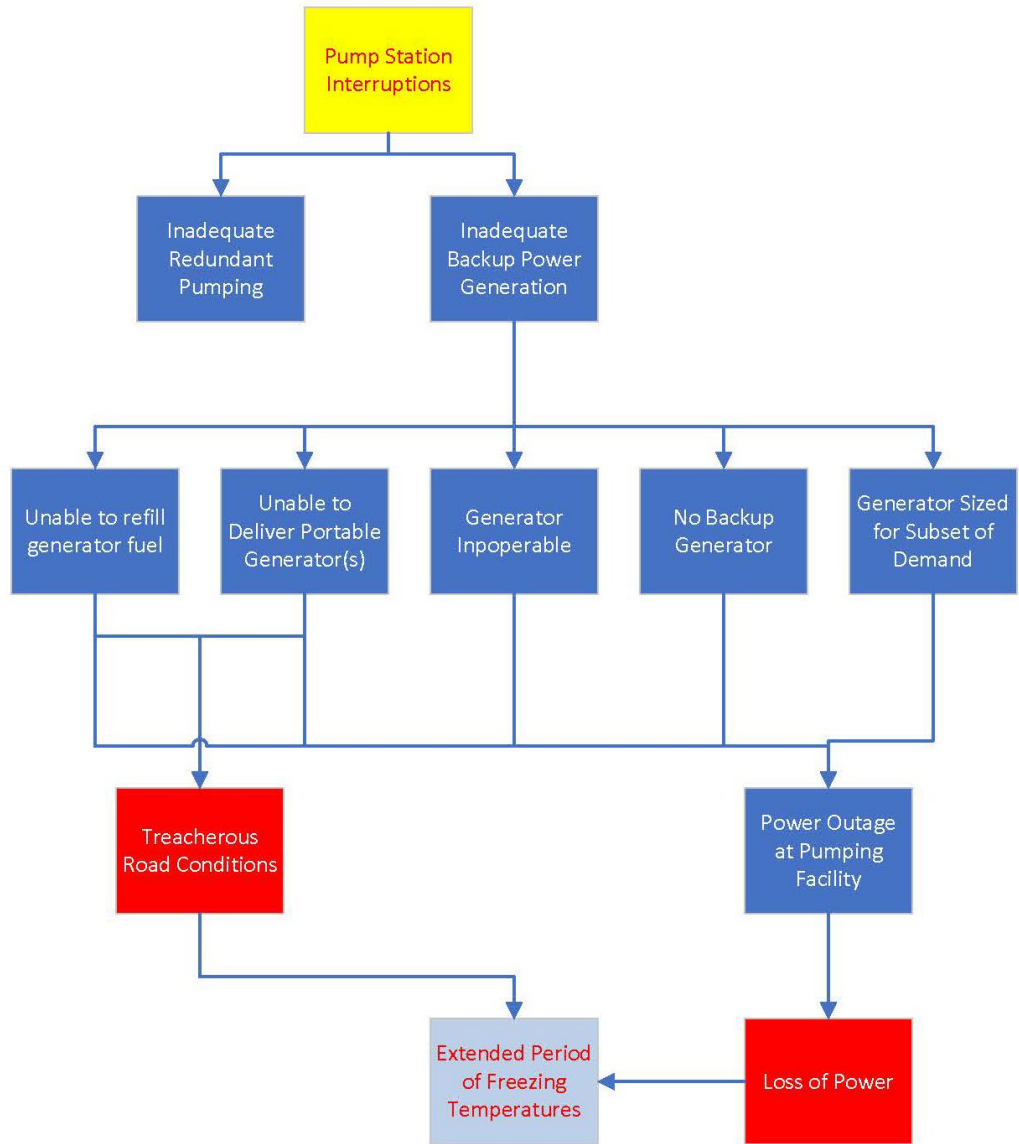 Pump Station
Interruptions
Inadequate
Redundant
Pumping
Inadequate
Backup Power
Generation
Unable to refill
generator fuel
Unable to
Deliver Portable
Generator(s)
Generator
Inpoperable
No Backup
Generator
Generator Sized
for Subset of
Demand
Treacherous
Road Conditions
Power Outage
at Pumping
Facility
Extended Period
of Freezing
Temperatures
Loss of Power